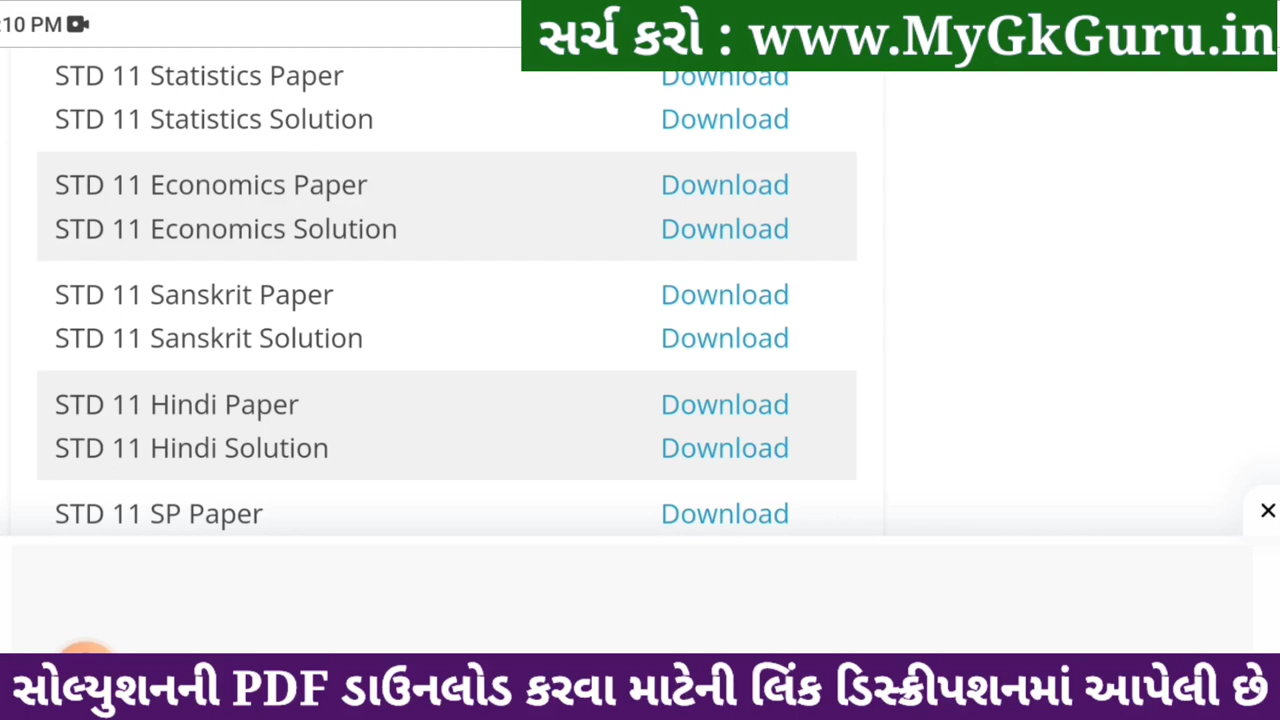 :10 PM
સર્ચ કરો : www.MyGkGuru.in
STD 11 Statistics Paper Download
STD 11 Statistics Solution Download
STD 11 Economics Paper Download
STD 11 Economics Solution Download
STD 11 Sanskrit Paper Download
STD 11 Sanskrit Solution Download
STD 11 Hindi Paper Download
STD 11 Hindi Solution Download
STD 11 SP Paper Download
સોલ્યુશનની PDF ડાઉનલોડ કરવા માટેની લિંક ડિસ્ક્રીપશનમાં આપેલી છે